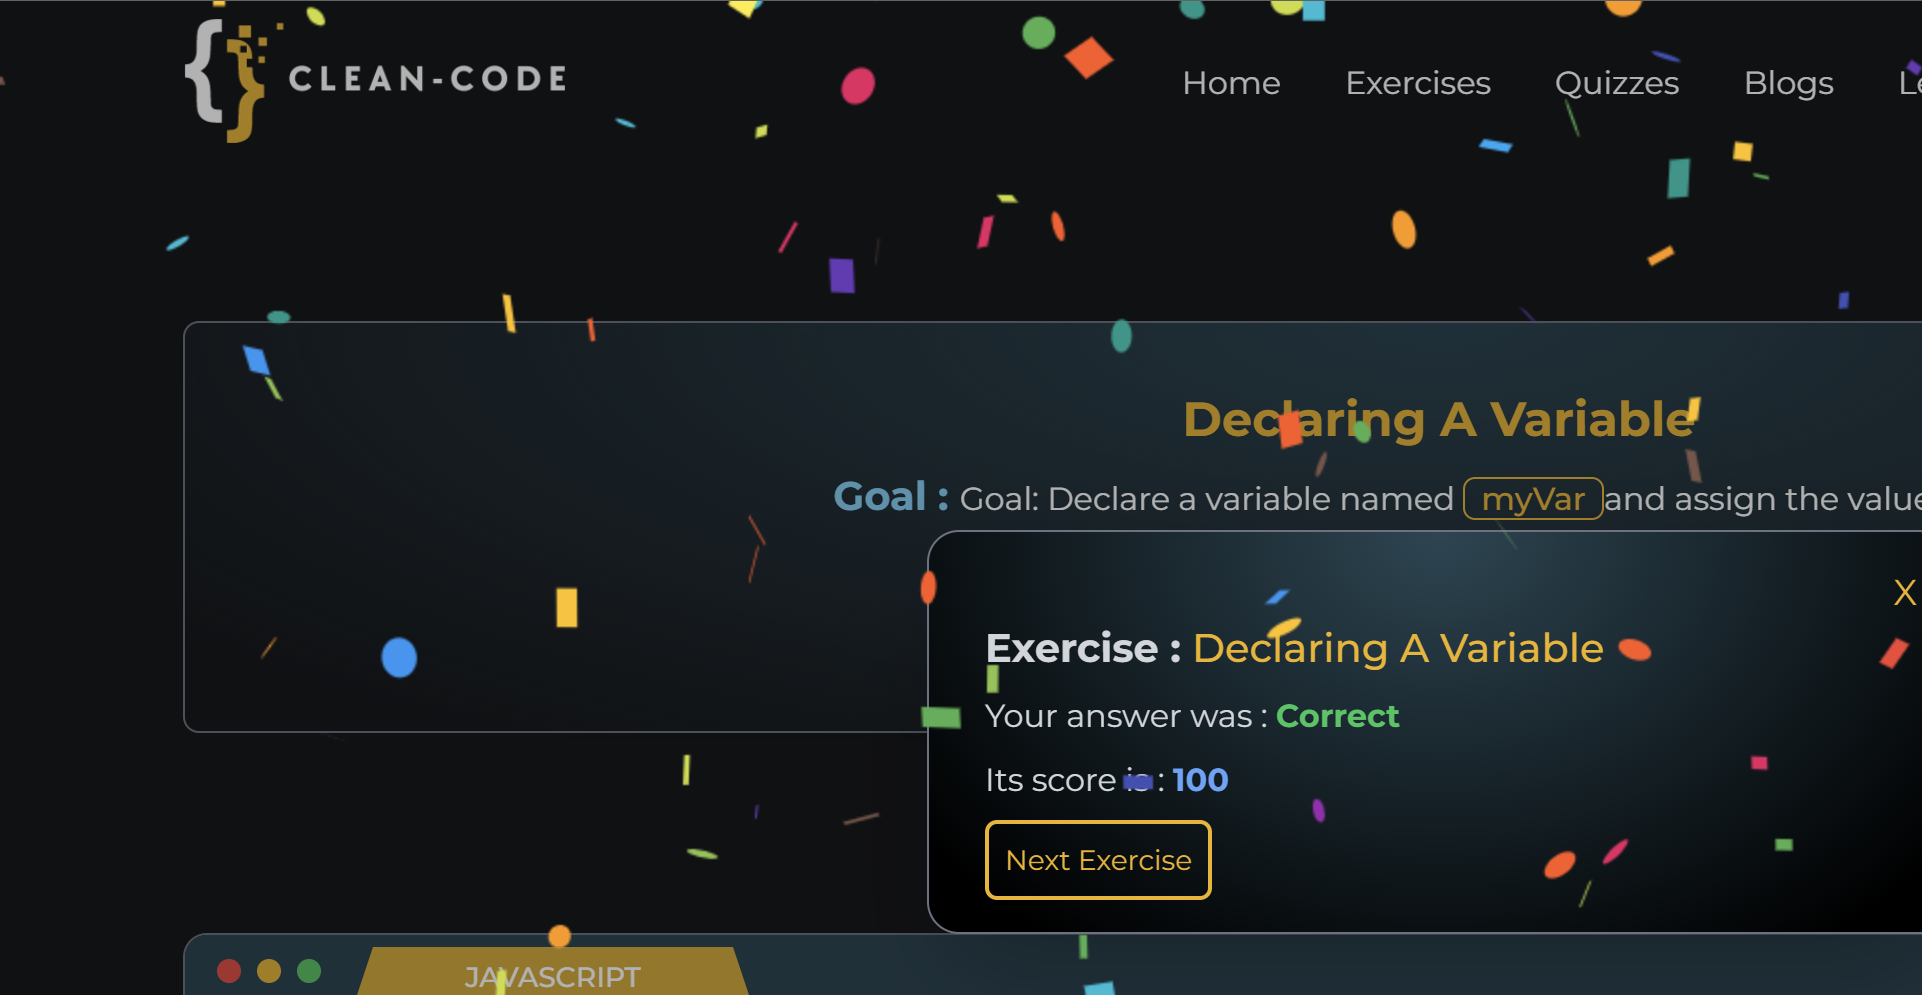 CLEAN-CODE
Home Exercises Quizzes Blogs
Declaring A Variable
Goal : Goal: Declare a variable named myVar and assign the value
X
Exercise : Declaring A Variable
Your answer was : Correct
Its score is : 100
Next Exercise
JAVASCRIPT